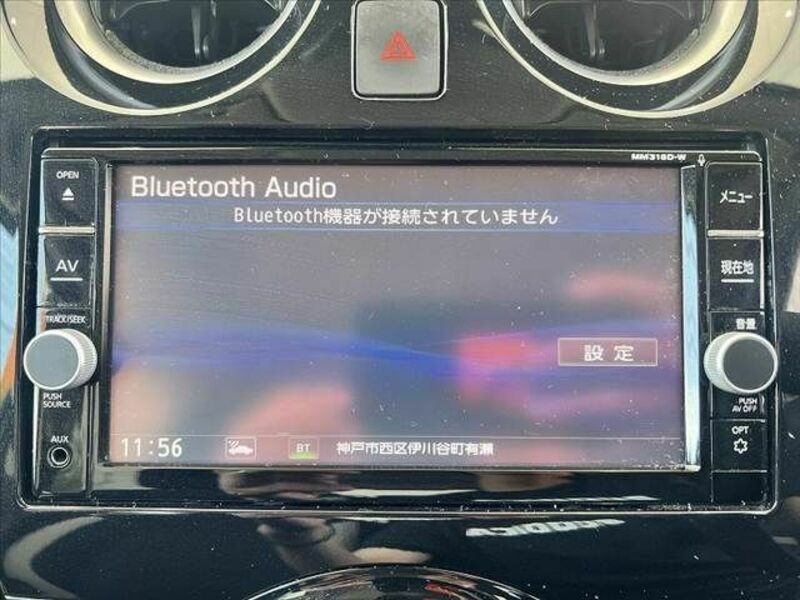 MM318D-W
OPEN
AV
TRACK/SEEK
PUSH
SOURCE
AUX
Bluetooth Audio
Bluetooth機器が接続されていません
設定
11:56
BT
神戸市西区伊川谷町有瀬
メニュー
現在地
音量
PUSH
AV OFF
OPT